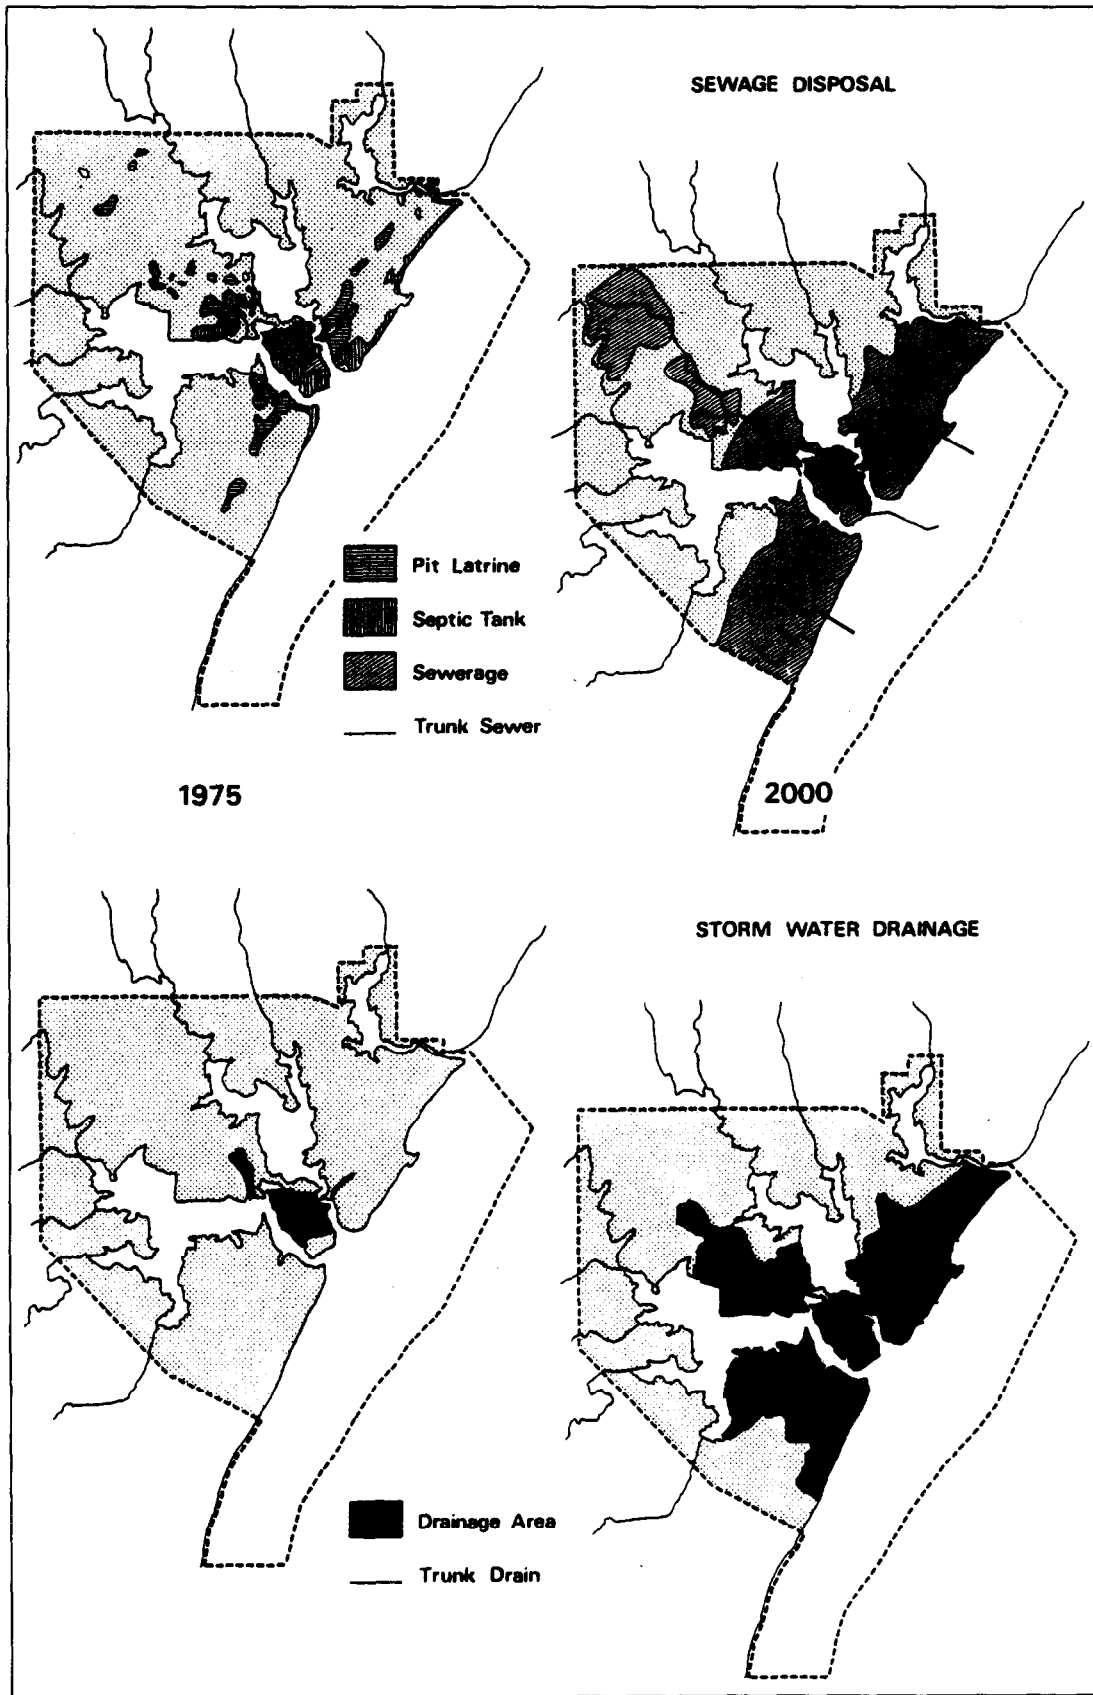 SEWAGE DISPOSAL
Pit Latrine
Septic Tank
Sewerage
Trunk Sewer
1975
2000
STORM WATER DRAINAGE
Drainage Area
Trunk Drain